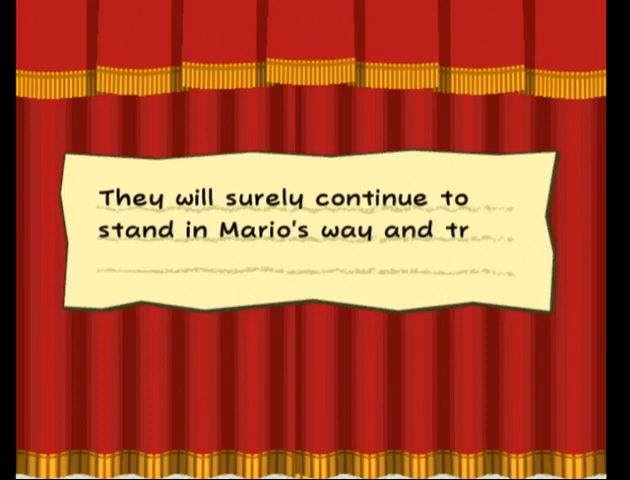 They will surely continue to
stand in Mario's way and tr